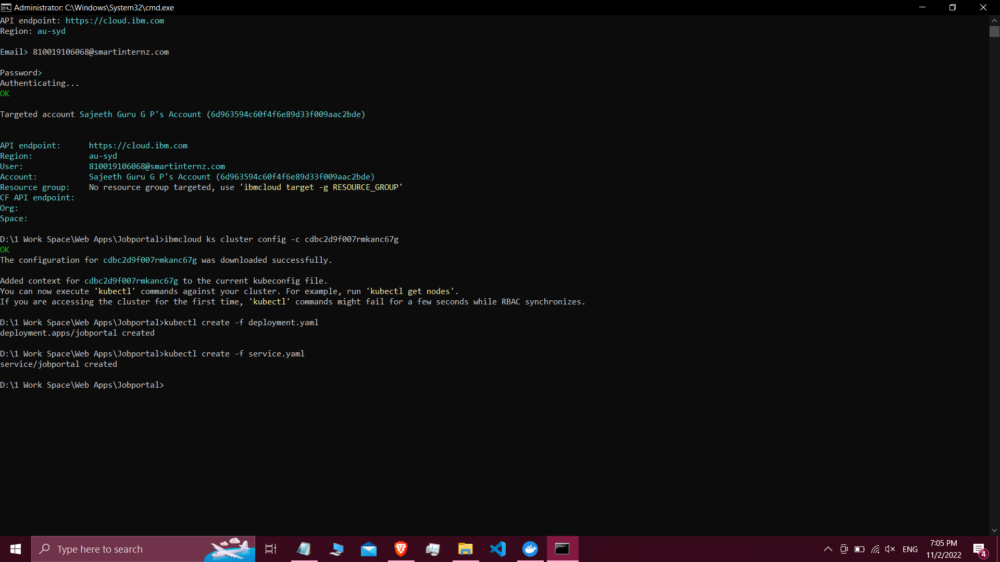 Administrator: C:\Windows\System32\cmd.exe
API endpoint: https://cloud.ibm.com
Region: au-syd
Email> 810019106068@smartinternz.com
Password>
Authenticating...
OK
Targeted account Sajeeth Guru G P's Account (6d963594c60f4f6e89d33f009aac2bde)
API endpoint:      https://cloud.ibm.com
Region:            au-syd
User:              810019106068@smartinternz.com
Account:           Sajeeth Guru G P's Account (6d963594c60f4f6e89d33f009aac2bde)
Resource group:    No resource group targeted, use 'ibmcloud target -g RESOURCE_GROUP'
CF API endpoint:
Org:
Space:
D:\1 Work Space\Web Apps\Jobportal>ibmcloud ks cluster config -c cdbc2d9f007rmkanc67g
OK
The configuration for cdbc2d9f007rmkanc67g was downloaded successfully.
Added context for cdbc2d9f007rmkanc67g to the current kubeconfig file.
You can now execute 'kubectl' commands against your cluster. For example, run 'kubectl get nodes'.
If you are accessing the cluster for the first time, 'kubectl' commands might fail for a few seconds while RBAC synchronizes.
D:\1 Work Space\Web Apps\Jobportal>kubectl create -f deployment.yaml
deployment.apps/jobportal created
D:\1 Work Space\Web Apps\Jobportal>kubectl create -f service.yaml
service/jobportal created
D:\1 Work Space\Web Apps\Jobportal>
Type here to search
ENG
7:05 PM
11/2/2022
4